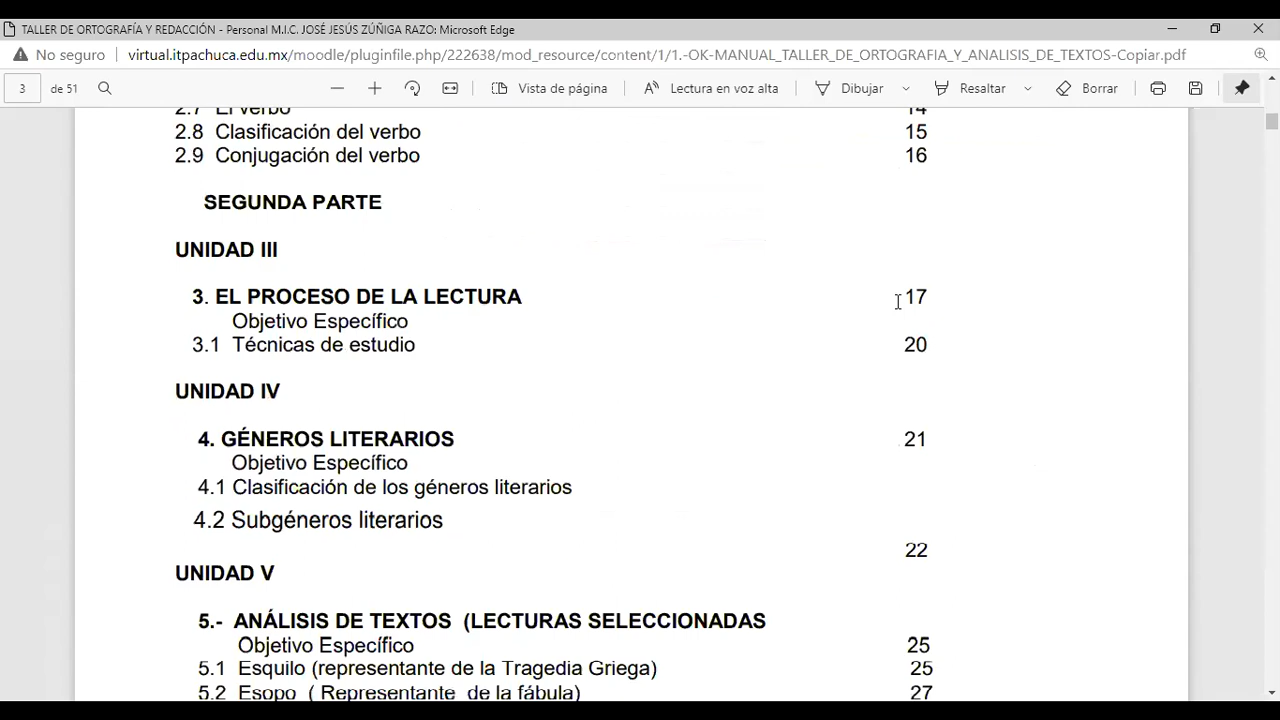 TALLER DE ORTOGRAFÍA Y REDACCIÓN - Personal M.I.C. JOSÉ JESÚS ZÚÑIGA RAZO: Microsoft Edge
No seguro virtual.itpachuca.edu.mx/moodle/pluginfile.php/222638/mod_resource/content/1/1.-OK-MANUAL_TALLER_DE_ORTOGRAFIA_Y_ANALISIS_DE_TEXTOS-Copiar.pdf
3 de 51 Vista de página Lectura en voz alta Dibujar Resaltar Borrar
2.7 El verbo 14
2.8 Clasificación del verbo 15
2.9 Conjugación del verbo 16
SEGUNDA PARTE
UNIDAD III
3. EL PROCESO DE LA LECTURA 17
Objetivo Específico
3.1 Técnicas de estudio 20
UNIDAD IV
4. GÉNEROS LITERARIOS 21
Objetivo Específico
4.1 Clasificación de los géneros literarios
4.2 Subgéneros literarios
22
UNIDAD V
5.- ANÁLISIS DE TEXTOS (LECTURAS SELECCIONADAS
Objetivo Específico 25
5.1 Esquilo (representante de la Tragedia Griega) 25
5.2 Esopo ( Representante de la fábula) 27